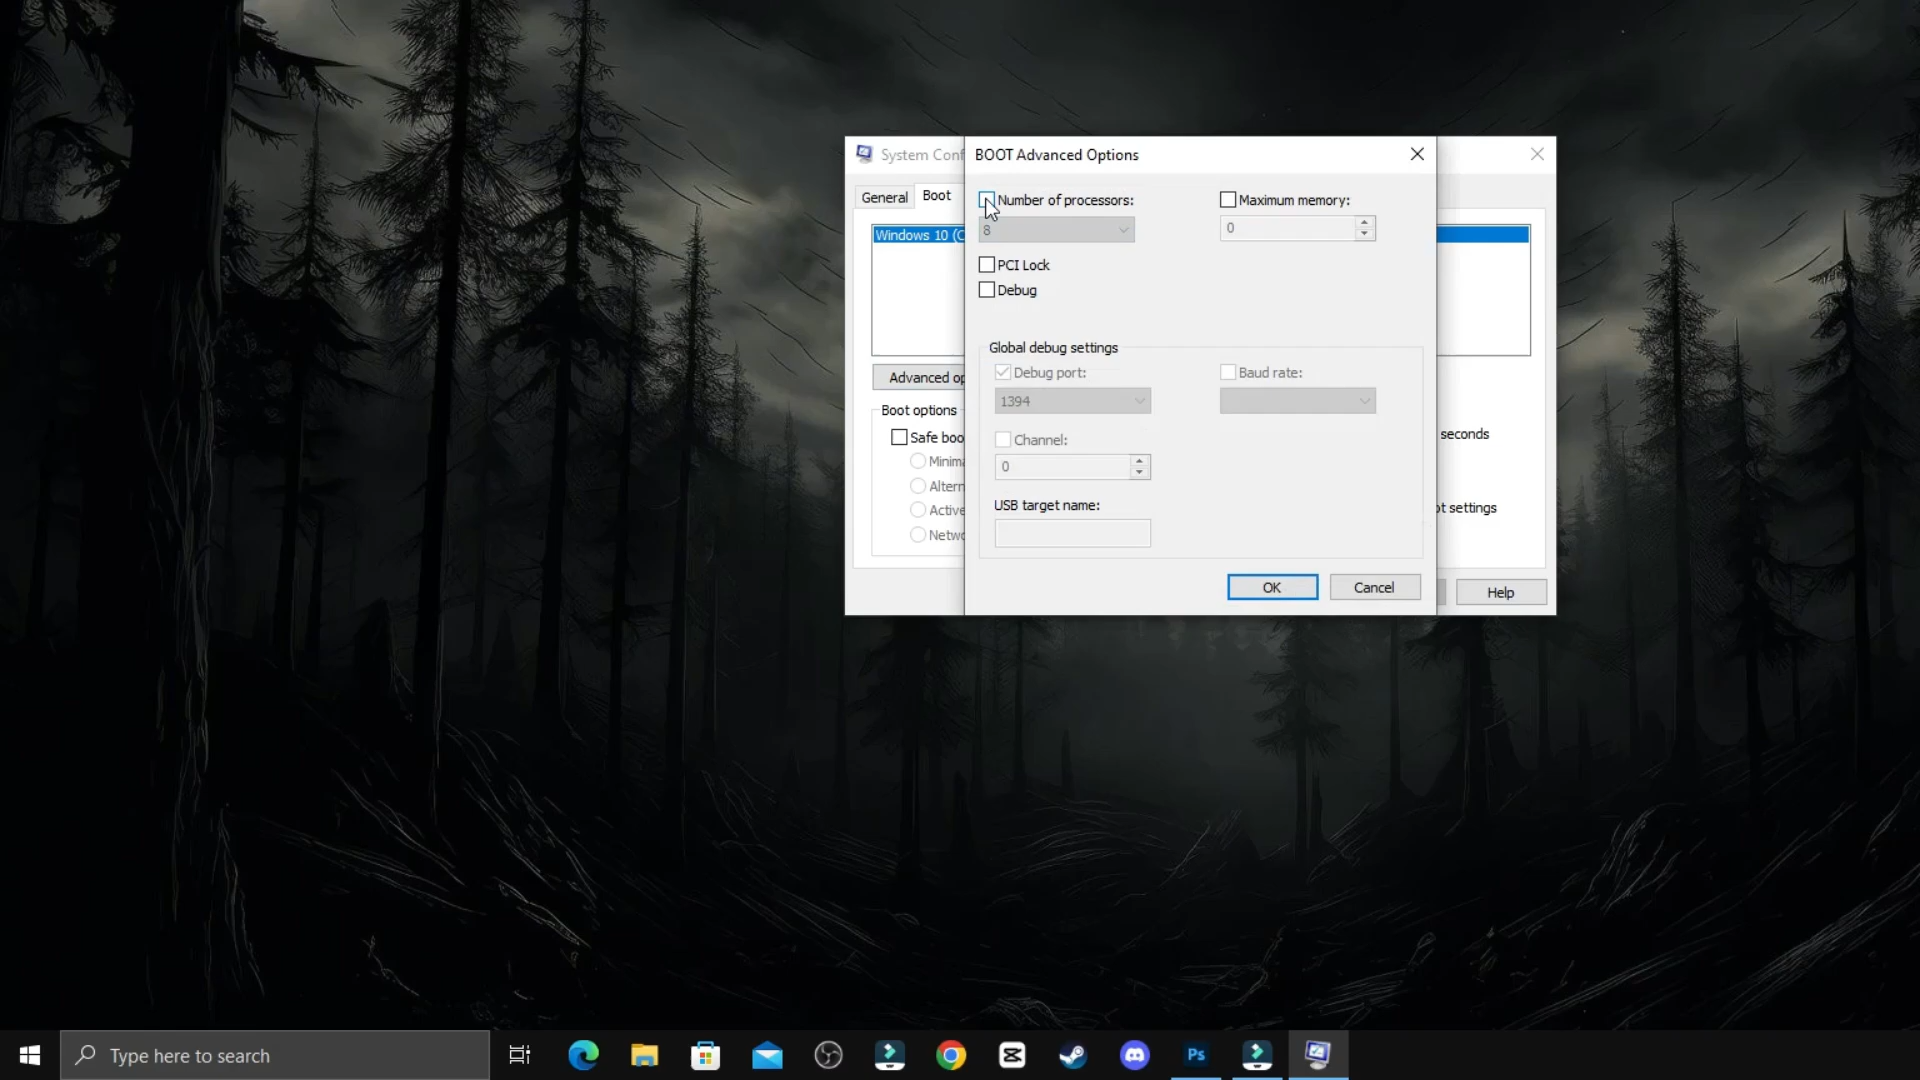 System Conf
BOOT Advanced Options
General
Boot
Number of processors:
Maximum memory:
8
0
Windows 10 (C
PCI Lock
Debug
Global debug settings
Advanced op
Debug port:
Baud rate:
1394
Boot options
Safe boo
Channel:
seconds
Minima
0
Altern
USB target name:
Active
ot settings
Netwo
OK
Cancel
Help
Type here to search
Ps